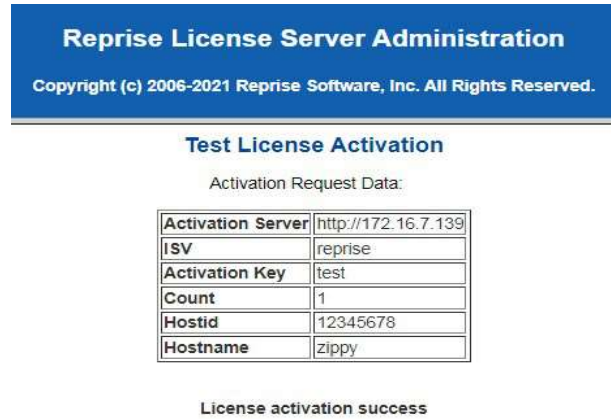 Reprise License Server Administration
Copyright (c) 2006-2021 Reprise Software, Inc. All Rights Reserved.
Test License Activation
Activation Request Data:
Activation Server http://172.16.7.139
ISV reprise
Activation Key test
Count 1
Hostid 12345678
Hostname zippy
License activation success